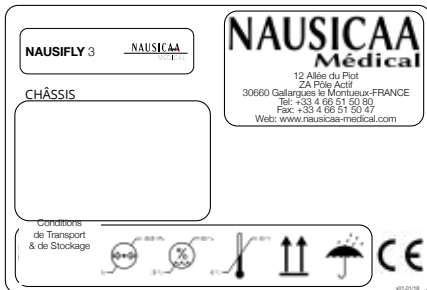 NAUSIFLY 3
NAUSICAA
MEDICAL
NAUSICAA
Médical
12 Allée du Piot
ZA Pôle Actif
30660 Gallargues le Montueux-FRANCE
Tel: +33 4 66 51 50 80
Fax: +33 4 66 51 50 47
Web: www.nausicaa-medical.com
CHÂSSIS
Conditions
de Transport
& de Stockage
%
CE